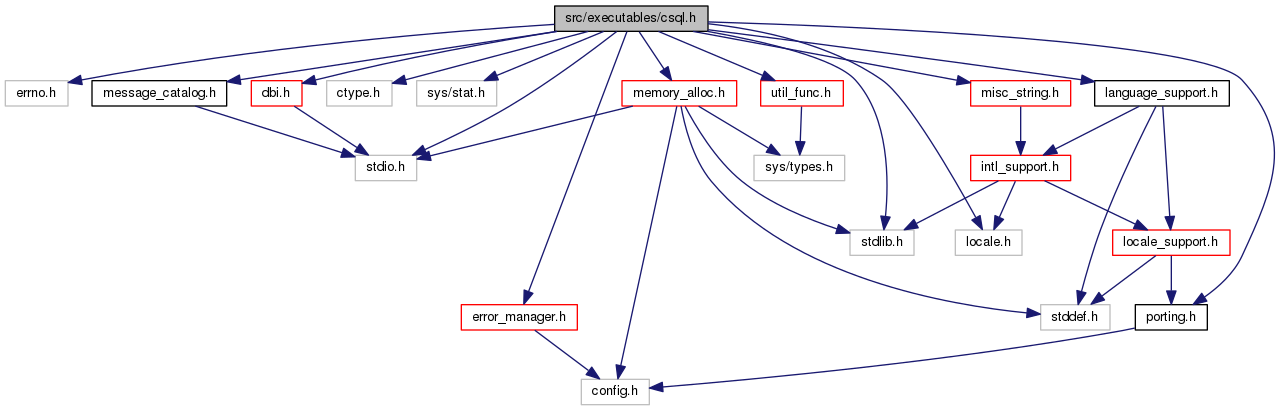 src/executables/csql.h
errno.h
message_catalog.h
dbi.h
ctype.h
sys/stat.h
memory_alloc.h
util_func.h
misc_string.h
language_support.h
stdio.h
sys/types.h
intl_support.h
stdlib.h
locale.h
locale_support.h
error_manager.h
stddef.h
porting.h
config.h